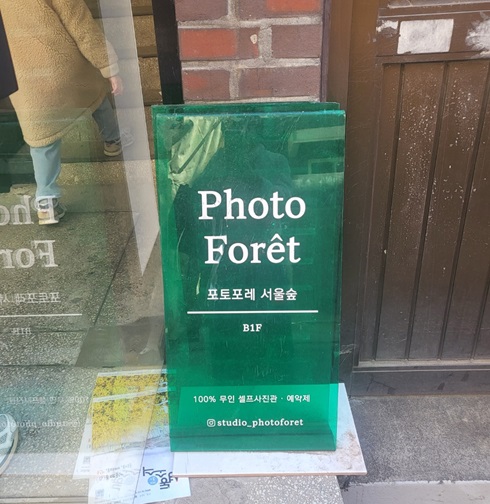 Photo
Forêt
포토포레 서울숲
B1F
100% 무인 셀프사진관 · 예약제
studio_photoforet